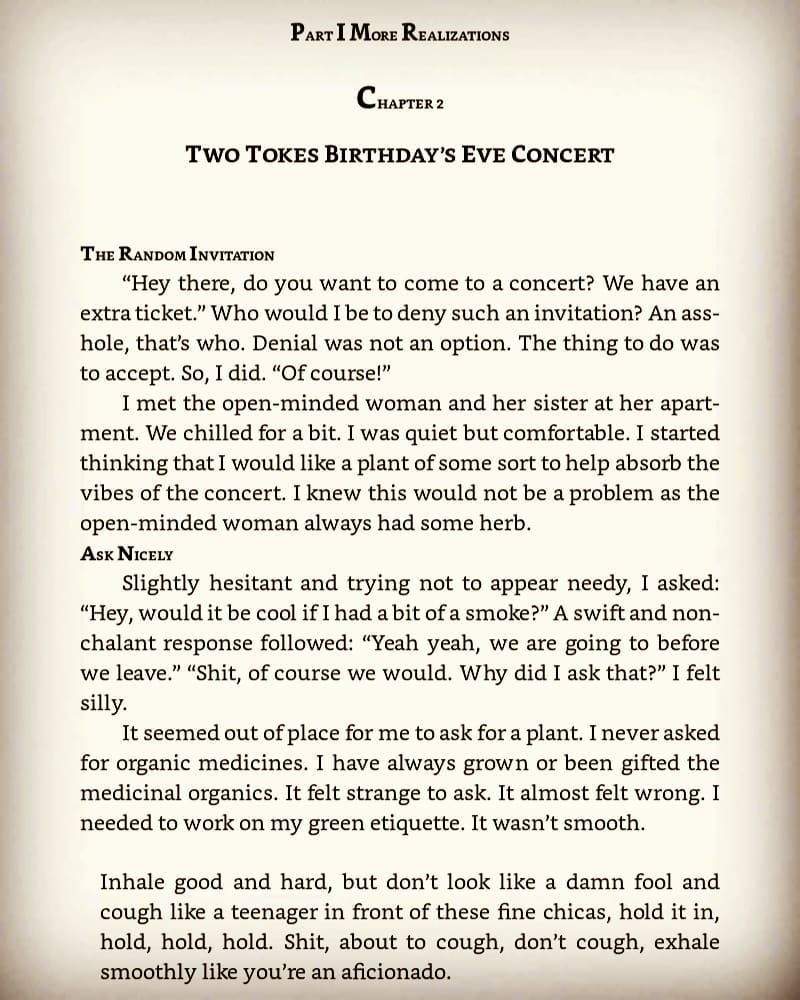 Part I More Realizations
Chapter 2
Two Tokes Birthday’s Eve Concert
The Random Invitation
“Hey there, do you want to come to a concert? We have an
extra ticket.” Who would I be to deny such an invitation? An ass-
hole, that’s who. Denial was not an option. The thing to do was
to accept. So, I did. “Of course!”
I met the open-minded woman and her sister at her apart-
ment. We chilled for a bit. I was quiet but comfortable. I started
thinking that I would like a plant of some sort to help absorb the
vibes of the concert. I knew this would not be a problem as the
open-minded woman always had some herb.
Ask Nicely
Slightly hesitant and trying not to appear needy, I asked:
“Hey, would it be cool if I had a bit of a smoke?” A swift and non-
chalant response followed: “Yeah yeah, we are going to before
we leave.” “Shit, of course we would. Why did I ask that?” I felt
silly.
It seemed out of place for me to ask for a plant. I never asked
for organic medicines. I have always grown or been gifted the
medicinal organics. It felt strange to ask. It almost felt wrong. I
needed to work on my green etiquette. It wasn’t smooth.
Inhale good and hard, but don’t look like a damn fool and
cough like a teenager in front of these fine chicas, hold it in,
hold, hold, hold. Shit, about to cough, don’t cough, exhale
smoothly like you’re an aficionado.